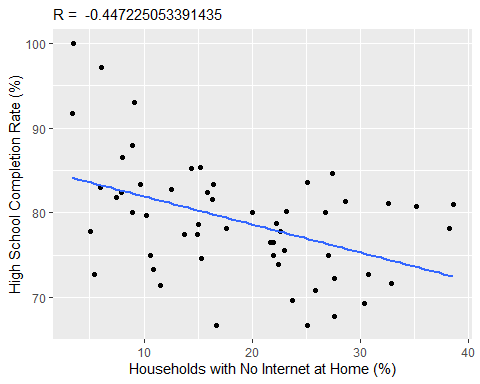 R =  -0.447225053391435
100
90
80
70
High School Completion Rate (%)
10
20
30
40
Households with No Internet at Home (%)